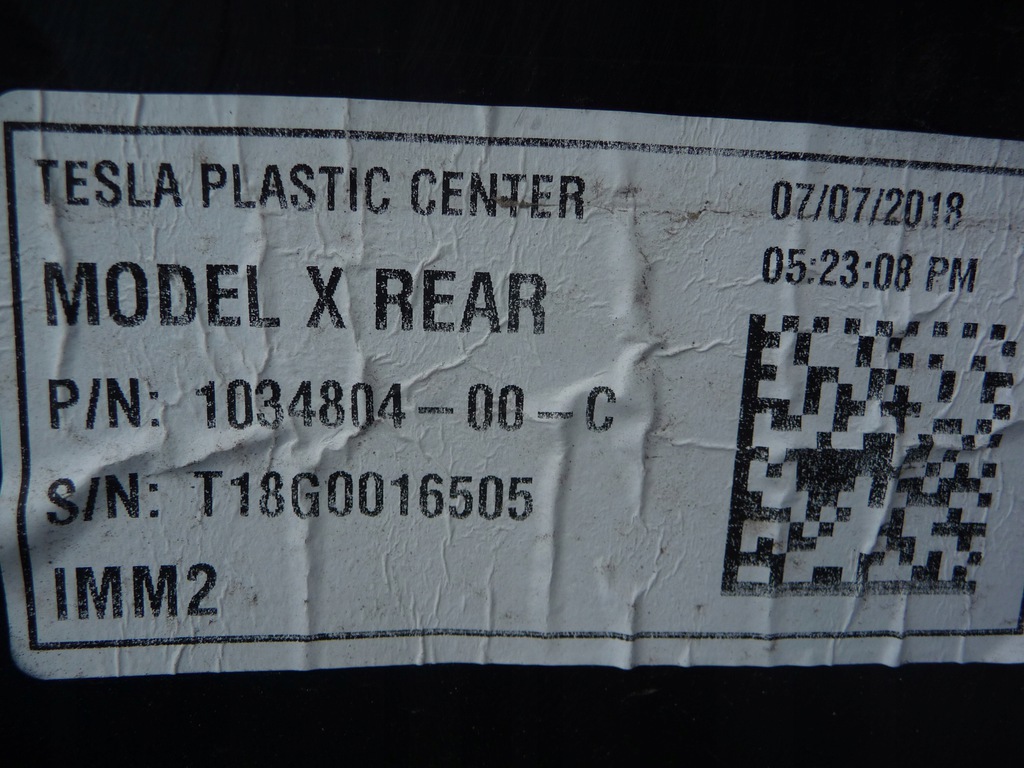 TESLA PLASTIC CENTER
07/07/2018
05:23:08 PM
MODEL X REAR
P/N: 1034804-00-C
S/N: T18G0016505
IMM2